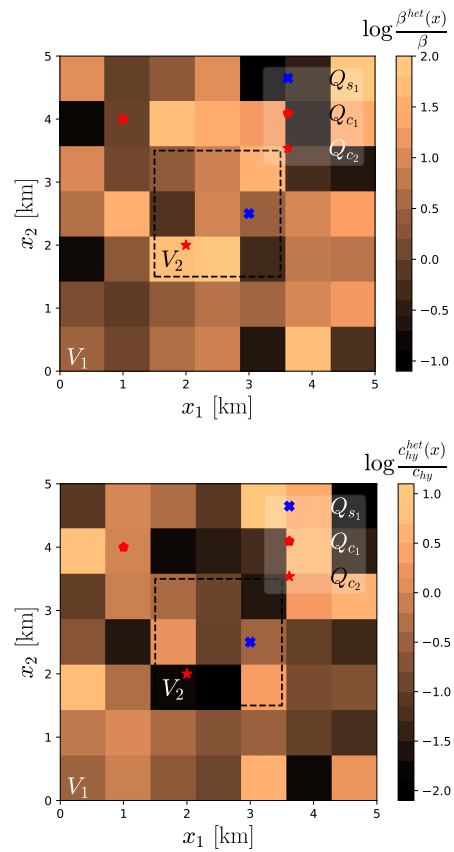 log β^het(x)/β
5
4
3
2
1
0
x₂ [km]
0 1 2 3 4 5
x₁ [km]
V₁
V₂
Q_s₁
Q_c₁
Q_c₂
2.0
1.5
1.0
0.5
0.0
−0.5
−1.0
log c_hy^het(x)/c_hy
5
4
3
2
1
0
x₂ [km]
0 1 2 3 4 5
x₁ [km]
V₁
V₂
Q_s₁
Q_c₁
Q_c₂
1.0
0.5
0.0
−0.5
−1.0
−1.5
−2.0